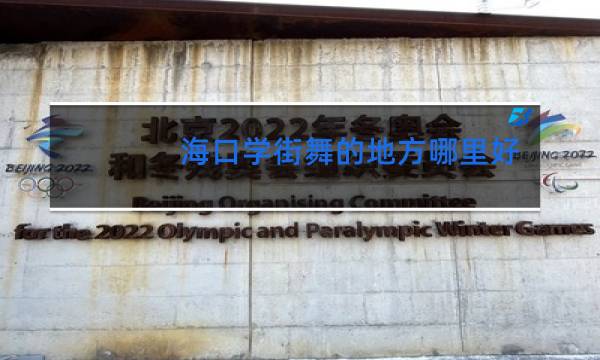 北京2022年冬奥会
海口学街舞的地方哪里好
BEIJING 2022
BEIJING 2022
Beijing Organising Committee
for the 2022 Olympic and Paralympic Winter Games